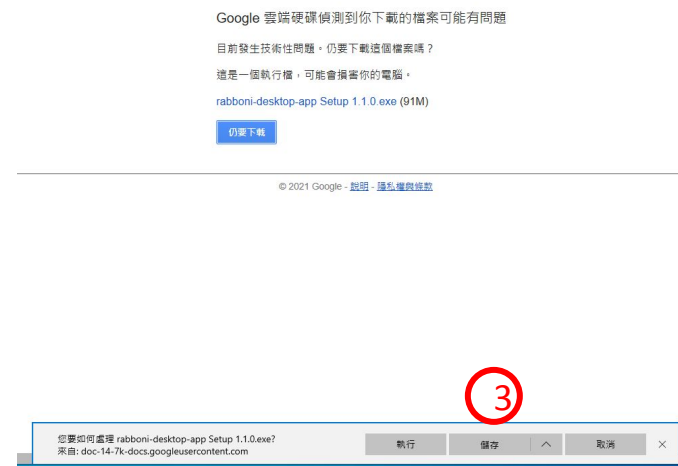 Google 雲端硬碟偵測到你下載的檔案可能有問題
目前發生技術性問題。仍要下載這個檔案嗎？
這是一個執行檔，可能會損害你的電腦。
rabboni-desktop-app Setup 1.1.0.exe (91M)
仍要下載
© 2021 Google - 說明 - 隱私權與條款
3
您要如何處理 rabboni-desktop-app Setup 1.1.0.exe?
來自: doc-14-7k-docs.googleusercontent.com
執行 儲存 取消